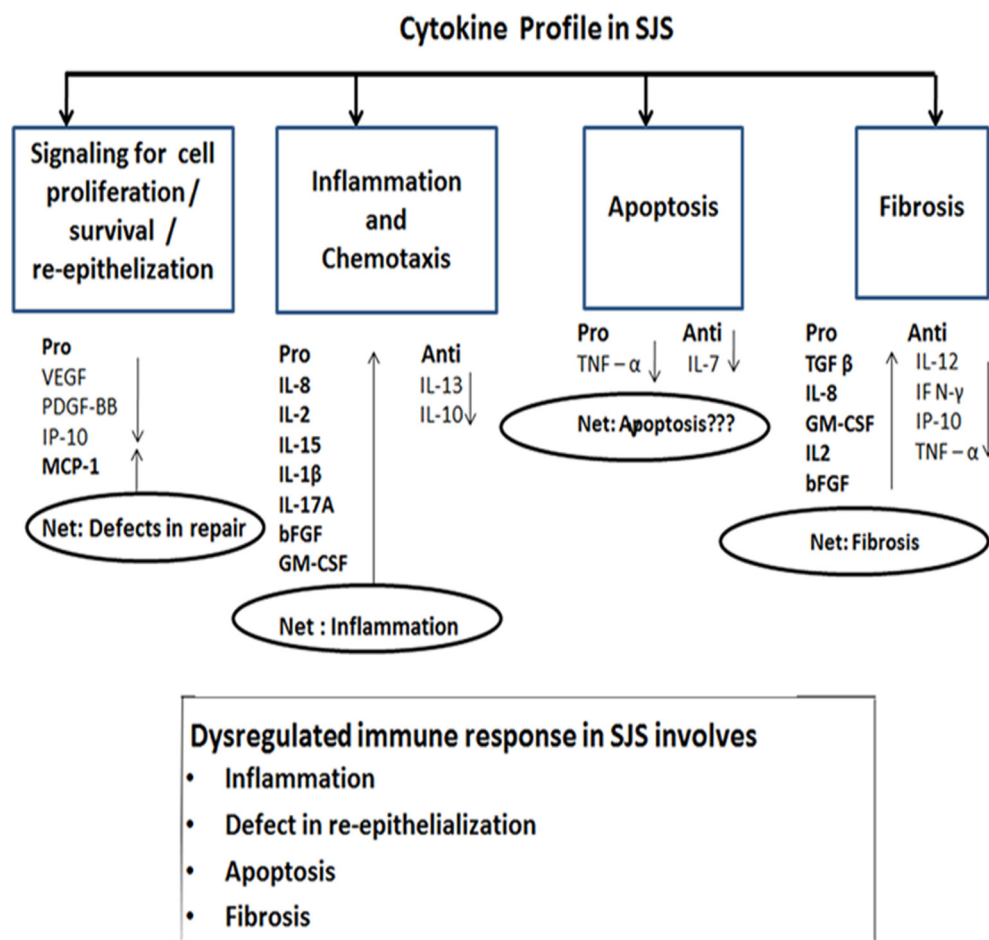 Cytokine Profile in SJS
Signaling for cell
proliferation /
survival /
re-epithelization
Pro
VEGF
PDGF-BB
IP-10
MCP-1
Net: Defects in repair
Inflammation
and
Chemotaxis
Pro
IL-8
IL-2
IL-15
IL-1β
IL-17A
bFGF
GM-CSF
Anti
IL-13
IL-10
Net : Inflammation
Apoptosis
Pro
TNF – α
Anti
IL-7
Net: Apoptosis???
Fibrosis
Pro
TGF β
IL-8
GM-CSF
IL2
bFGF
Anti
IL-12
IF N-γ
IP-10
TNF – α
Net: Fibrosis
Dysregulated immune response in SJS involves
• Inflammation
• Defect in re-epithelialization
• Apoptosis
• Fibrosis